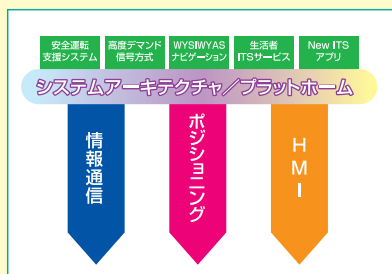 安全運転
支援システム
高度デマンド
信号方式
WYSIWYAS
ナビゲーション
生活者
ITSサービス
New ITS
アプリ
システムアーキテクチャ／プラットホーム
情報通信
ポジショニング
HMI